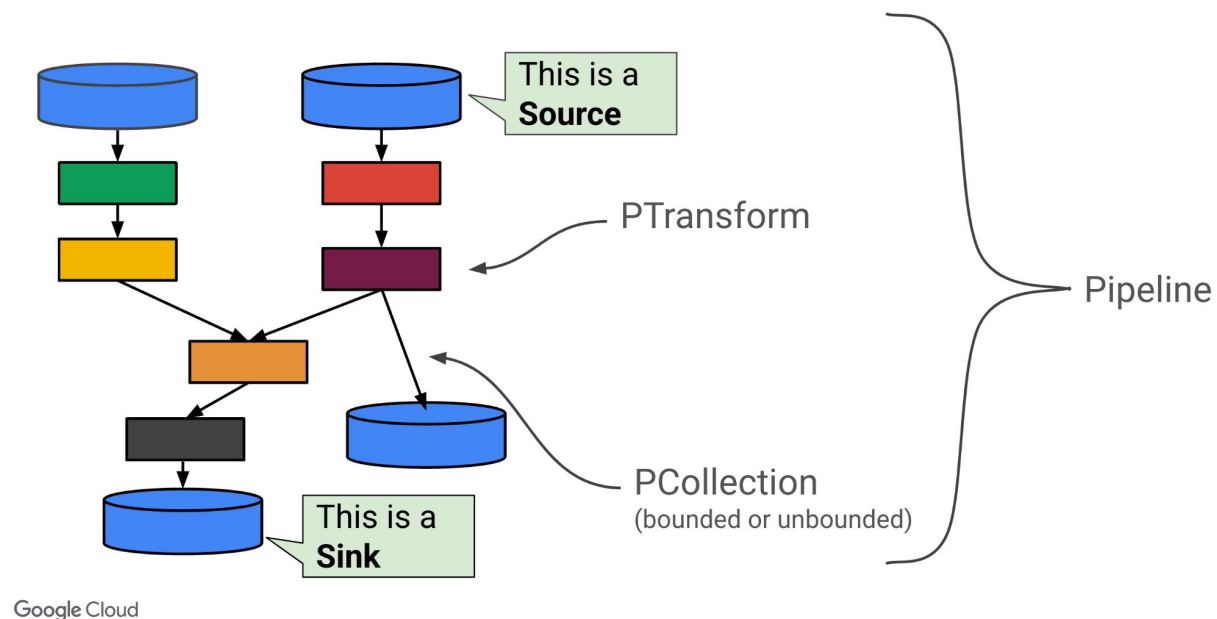 This is a
Source
PTransform
Pipeline
PCollection
(bounded or unbounded)
This is a
Sink
Google Cloud